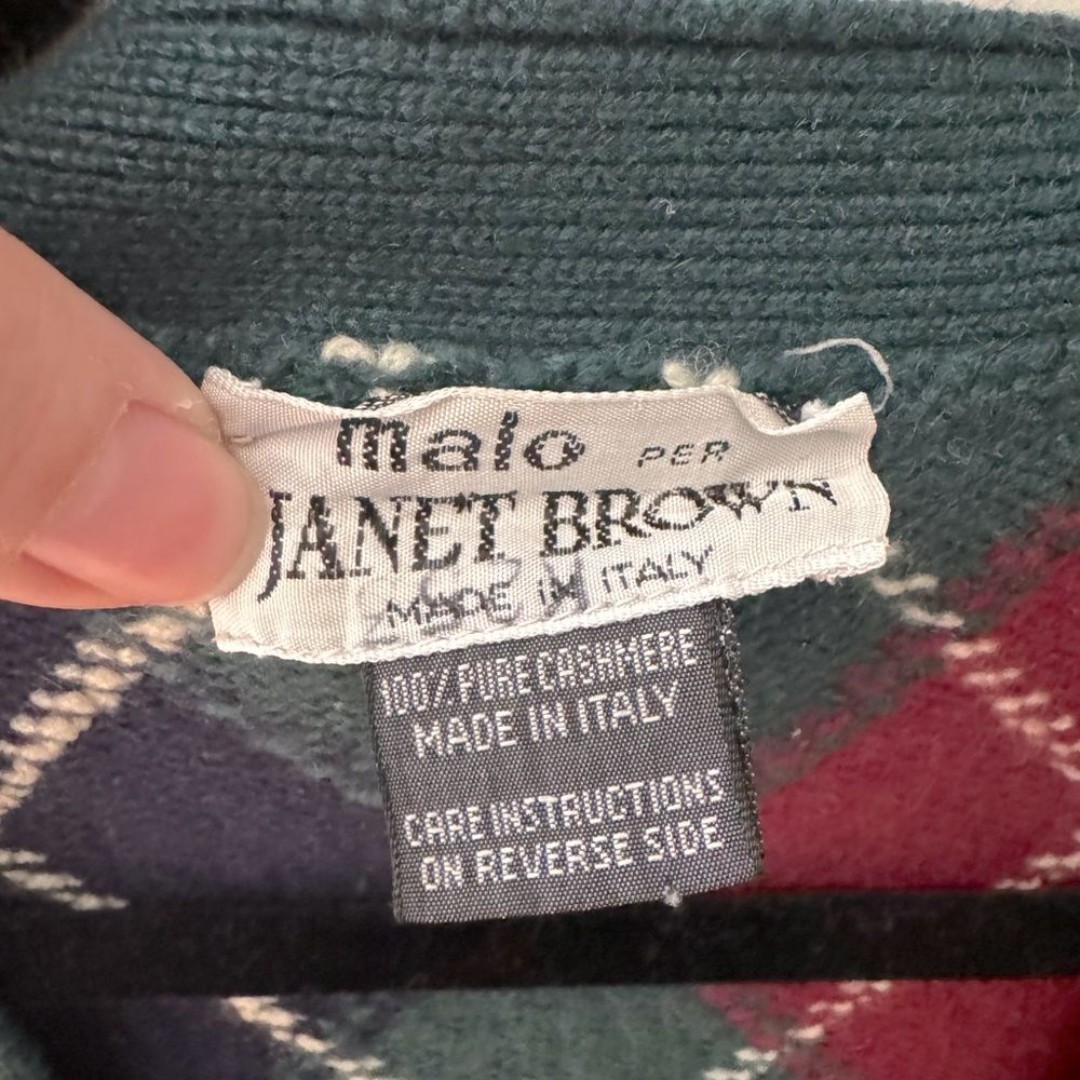 malo PER
JANET BROWN
MADE IN ITALY
100% PURE CASHMERE
MADE IN ITALY
CARE INSTRUCTIONS
ON REVERSE SIDE